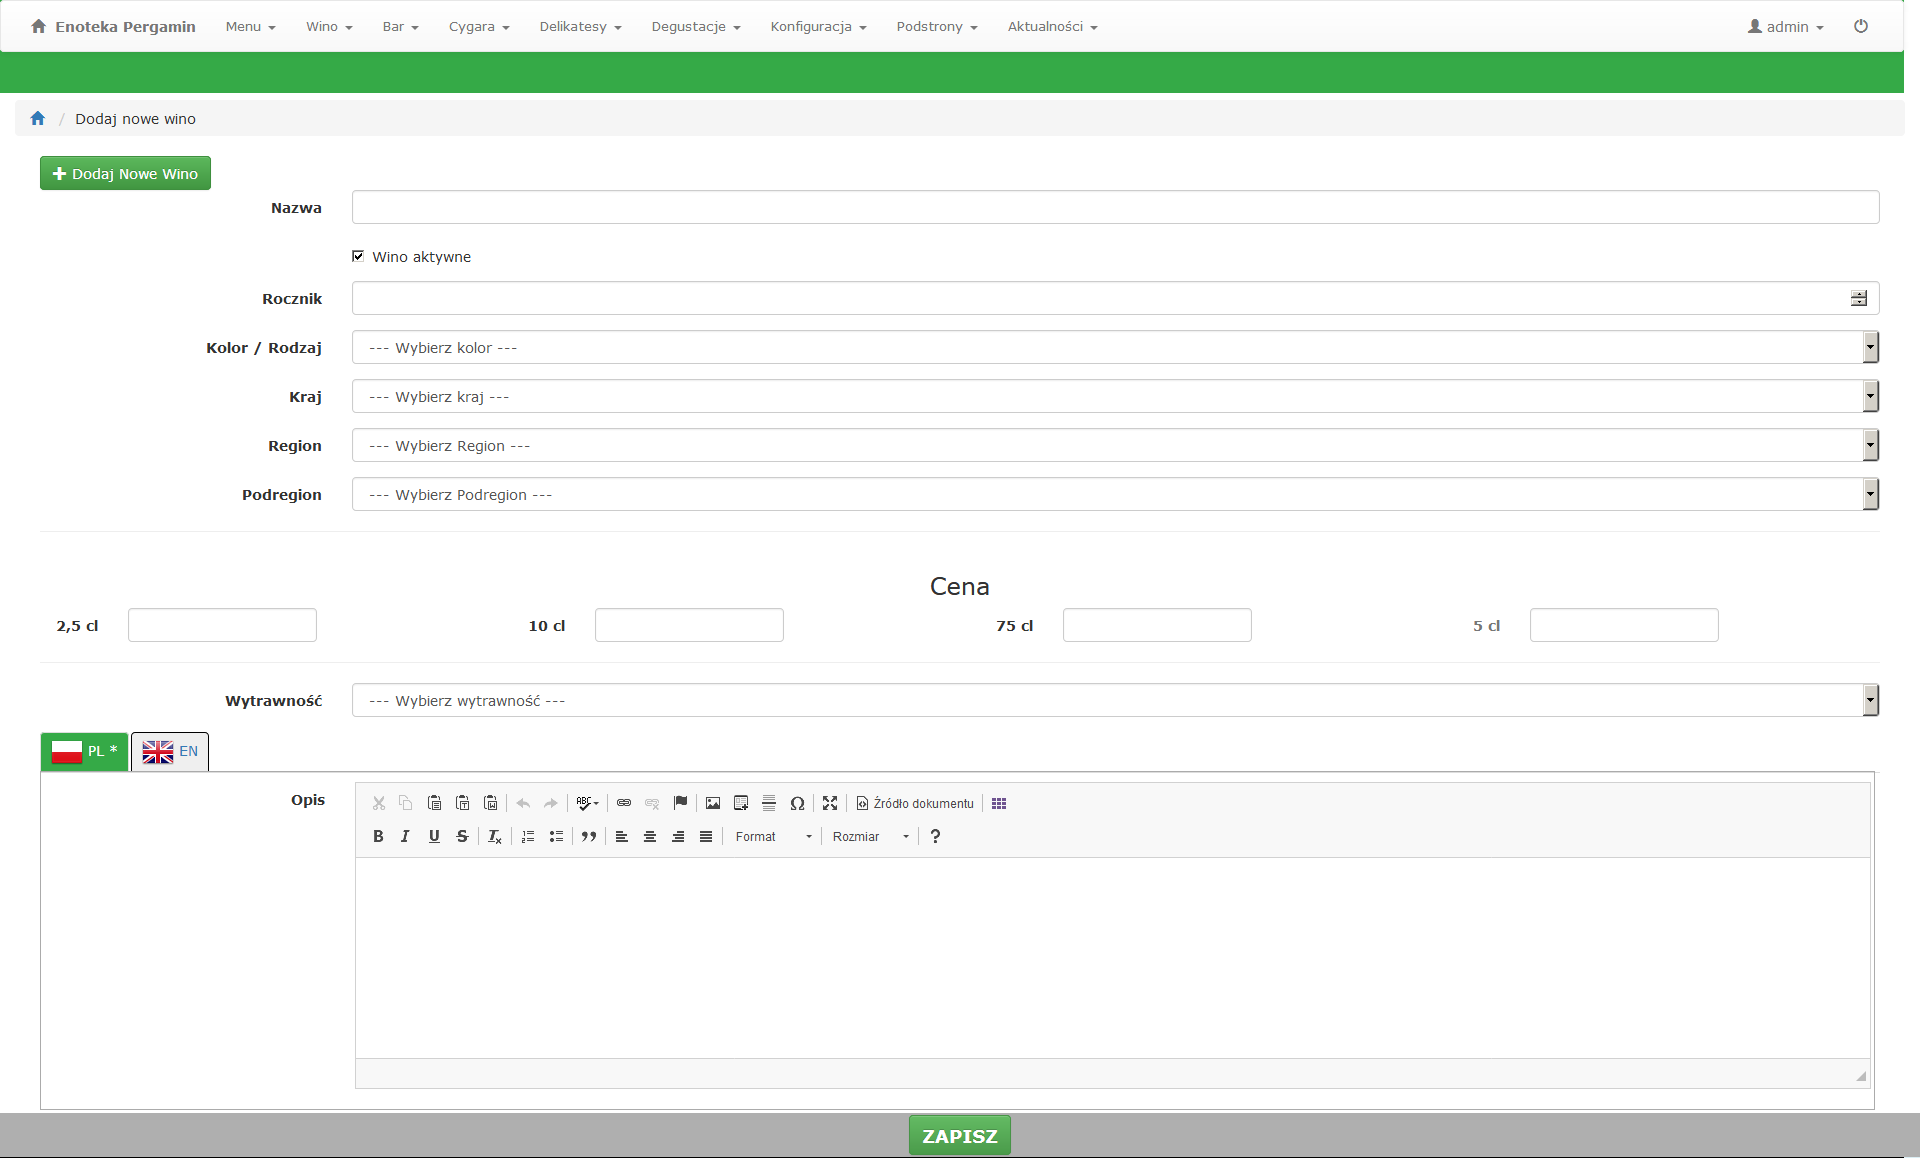 Enoteka Pergamin Menu Wino Bar Cygara Delikatesy Degustacje Konfiguracja Podstrony Aktualności admin
/ Dodaj nowe wino
Dodaj Nowe Wino
Nazwa
Wino aktywne
Rocznik
Kolor / Rodzaj --- Wybierz kolor ---
Kraj --- Wybierz kraj ---
Region --- Wybierz Region ---
Podregion --- Wybierz Podregion ---
Cena
2,5 cl 10 cl 75 cl 5 cl
Wytrawność --- Wybierz wytrawność ---
PL * EN
Opis ABC Ω Źródło dokumentu
B I U S Ix Format Rozmiar ?
ZAPISZ